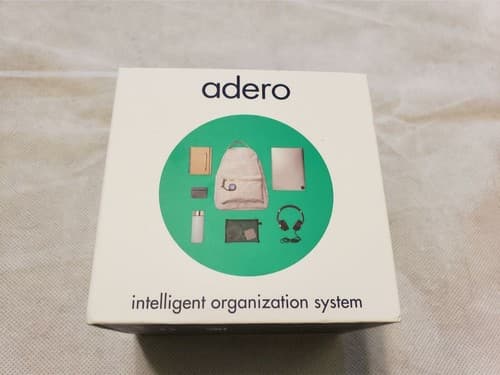 adero
intelligent organization system